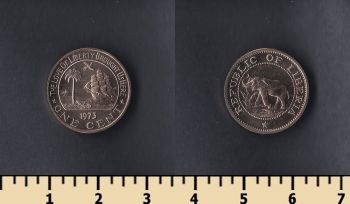 THE LOVE OF LIBERTY BROUGHT US HERE
1973
ONE CENT
REPUBLIC OF LIBERIA
1 2 3 4 5 6 7